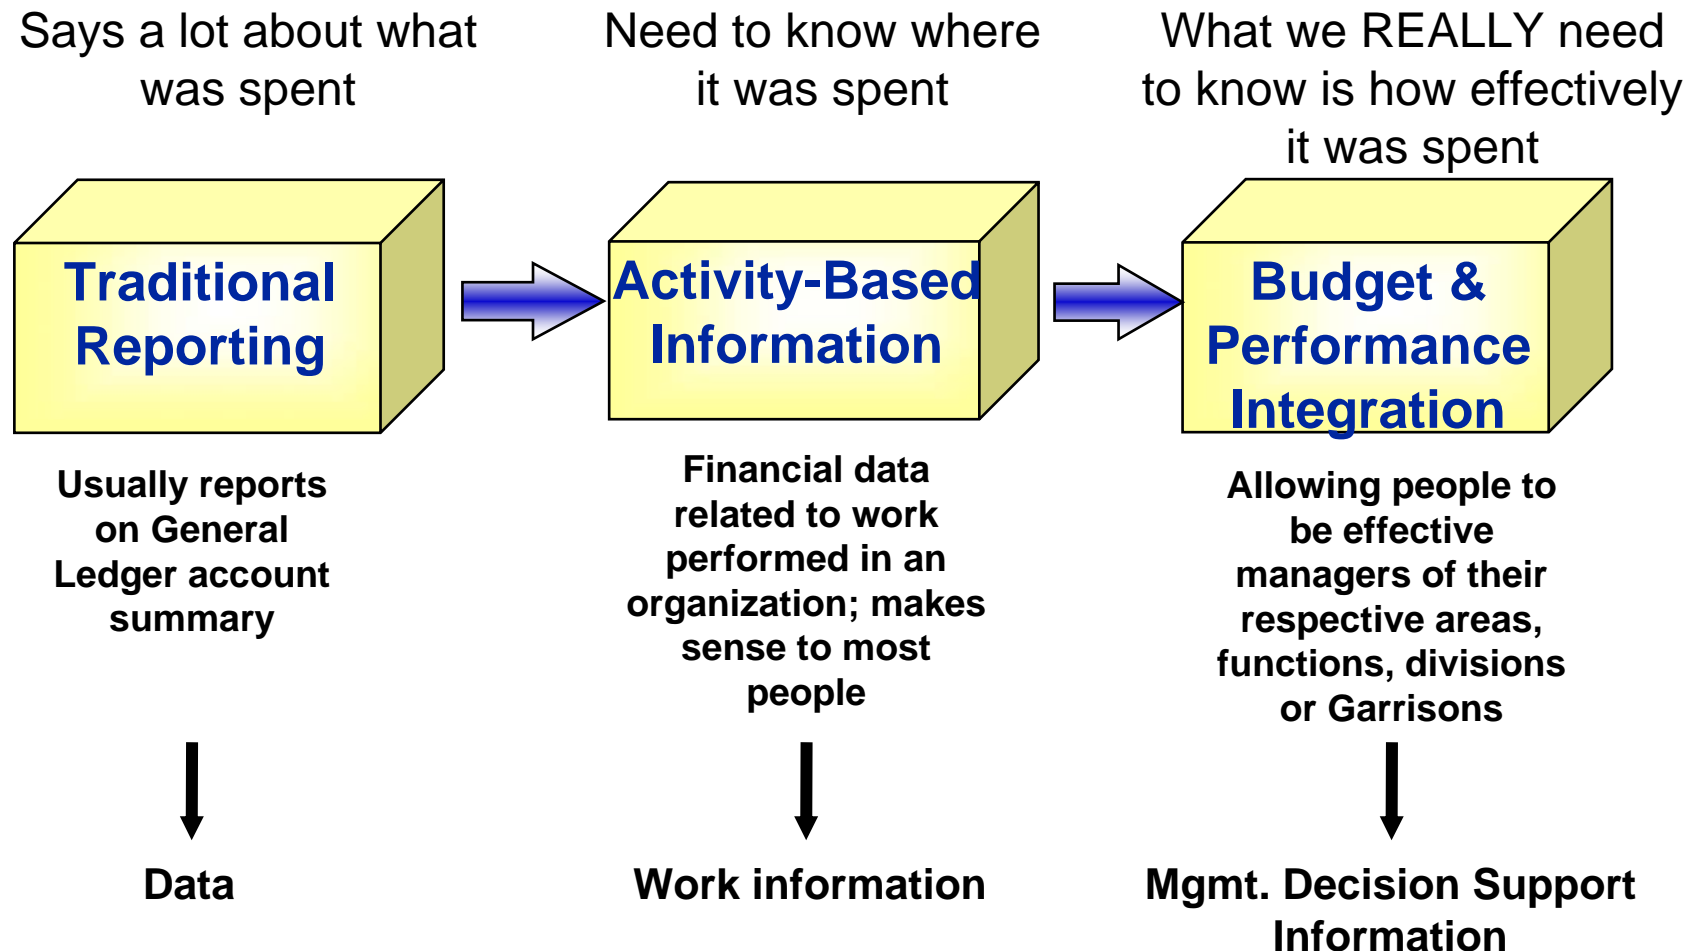 Says a lot about what
was spent
Need to know where
it was spent
What we REALLY need
to know is how effectively
it was spent
Traditional
Reporting
Activity-Based
Information
Budget &
Performance
Integration
Usually reports
on General
Ledger account
summary
Financial data
related to work
performed in an
organization; makes
sense to most
people
Allowing people to
be effective
managers of their
respective areas,
functions, divisions
or Garrisons
Data
Work information
Mgmt. Decision Support
Information